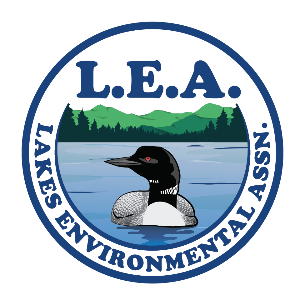 L.E.A.
LAKES ENVIRONMENTAL ASSN.